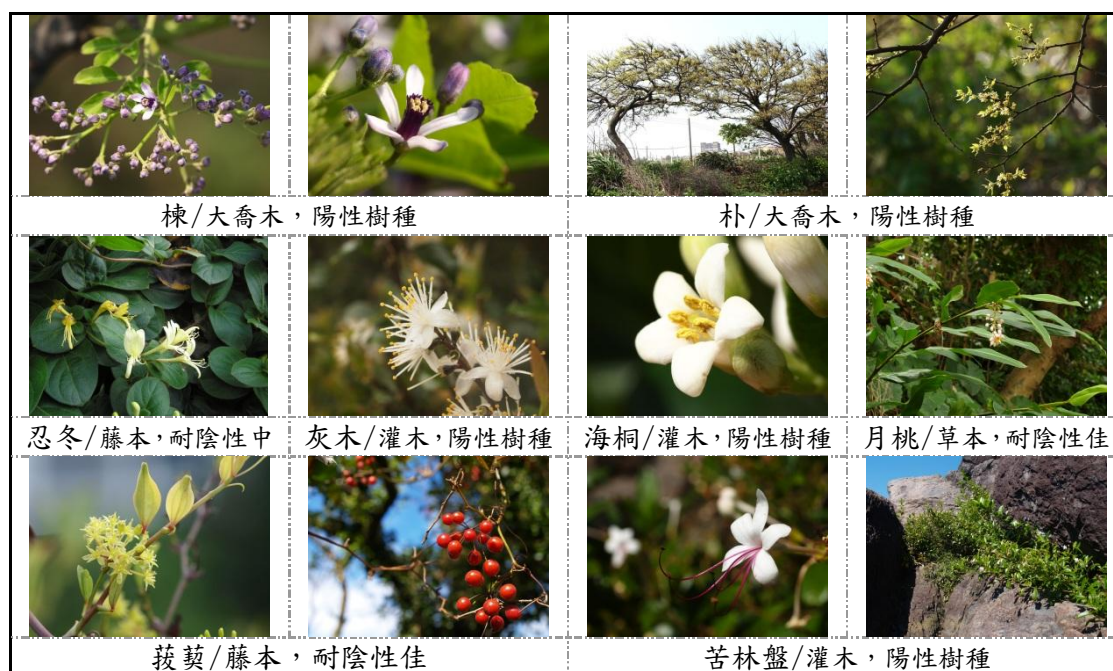 楝/大喬木，陽性樹種
朴/大喬木，陽性樹種
忍冬/藤本，耐陰性中
灰木/灌木，陽性樹種
海桐/灌木，陽性樹種
月桃/草本，耐陰性佳
菝葜/藤本，耐陰性佳
苦林盤/灌木，陽性樹種